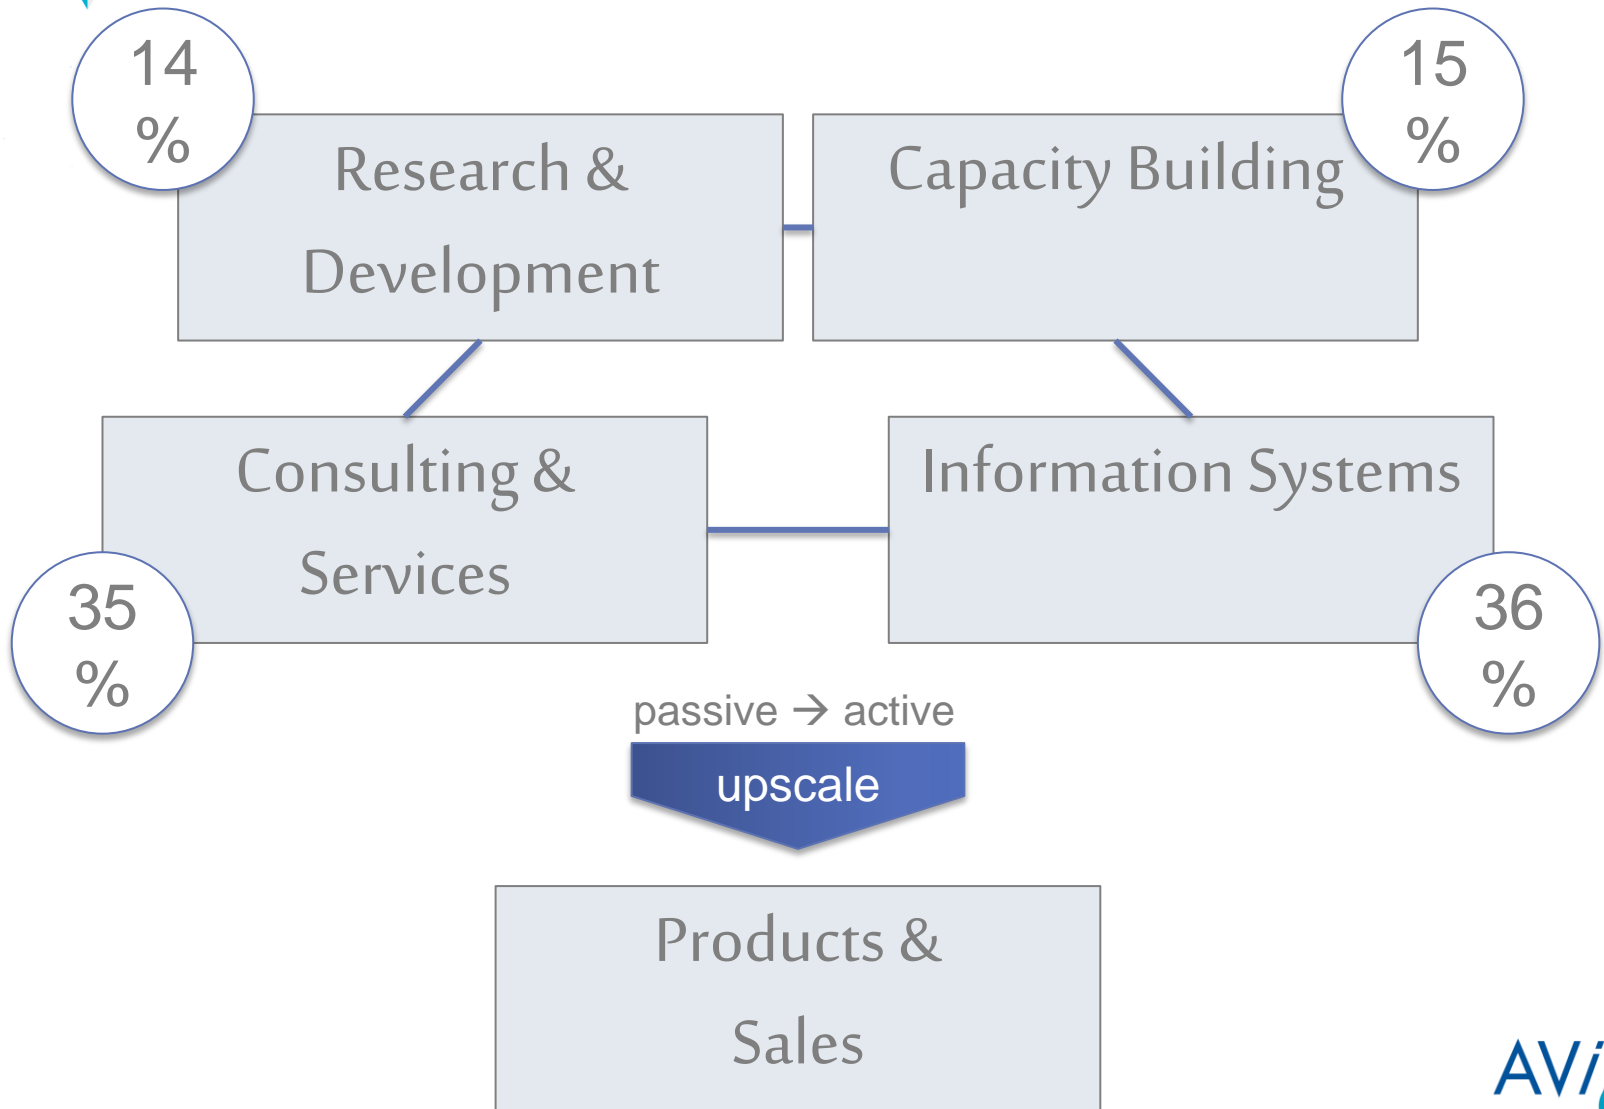 14
%
Research &
Development
15
%
Capacity Building
Consulting &
Services
35
%
Information Systems
36
%
passive → active
upscale
Products &
Sales